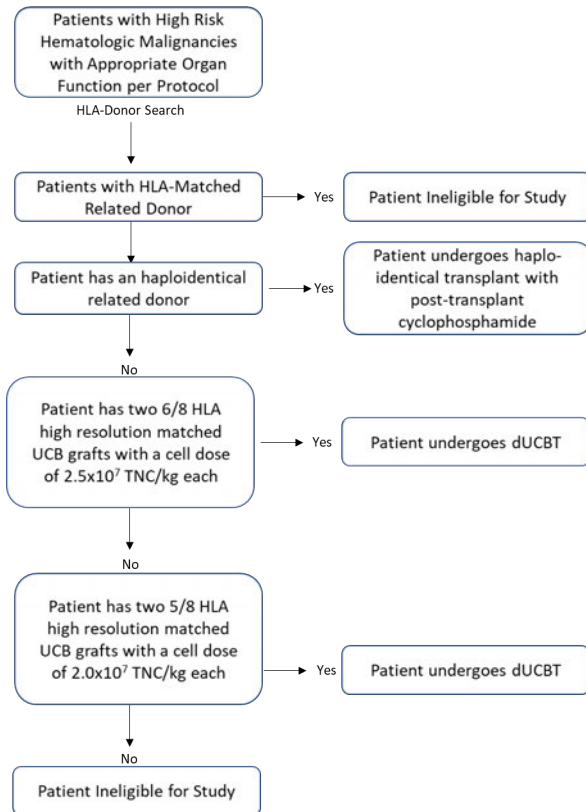 Patients with High Risk
Hematologic Malignancies
with Appropriate Organ
Function per Protocol
HLA-Donor Search
Patients with HLA-Matched
Related Donor
Yes
Patient Ineligible for Study
Patient has an haploidentical
related donor
Yes
Patient undergoes haplo-
identical transplant with
post-transplant
cyclophosphamide
No
Patient has two 6/8 HLA
high resolution matched
UCB grafts with a cell dose
of 2.5x10⁷ TNC/kg each
Yes
Patient undergoes dUCBT
No
Patient has two 5/8 HLA
high resolution matched
UCB grafts with a cell dose
of 2.0x10⁷ TNC/kg each
Yes
Patient undergoes dUCBT
No
Patient Ineligible for Study